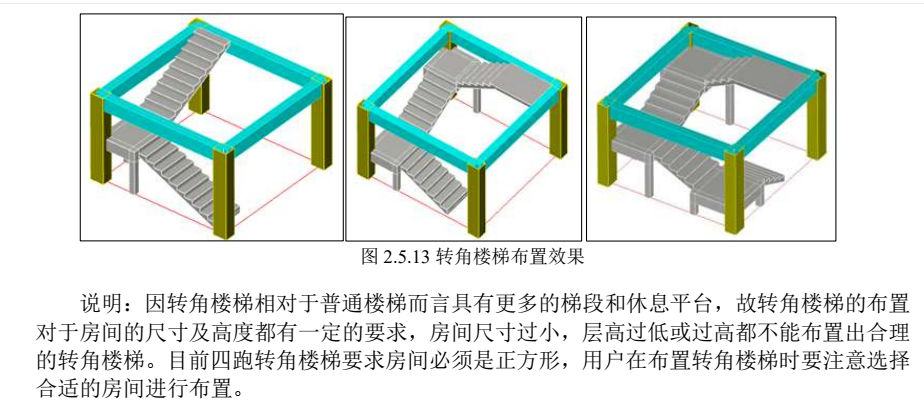 图 2.5.13 转角楼梯布置效果
说明：因转角楼梯相对于普通楼梯而言具有更多的梯段和休息平台，故转角楼梯的布置
对于房间的尺寸及高度都有一定的要求，房间尺寸过小，层高过低或过高都不能布置出合理
的转角楼梯。目前四跑转角楼梯要求房间必须是正方形，用户在布置转角楼梯时要注意选择
合适的房间进行布置。